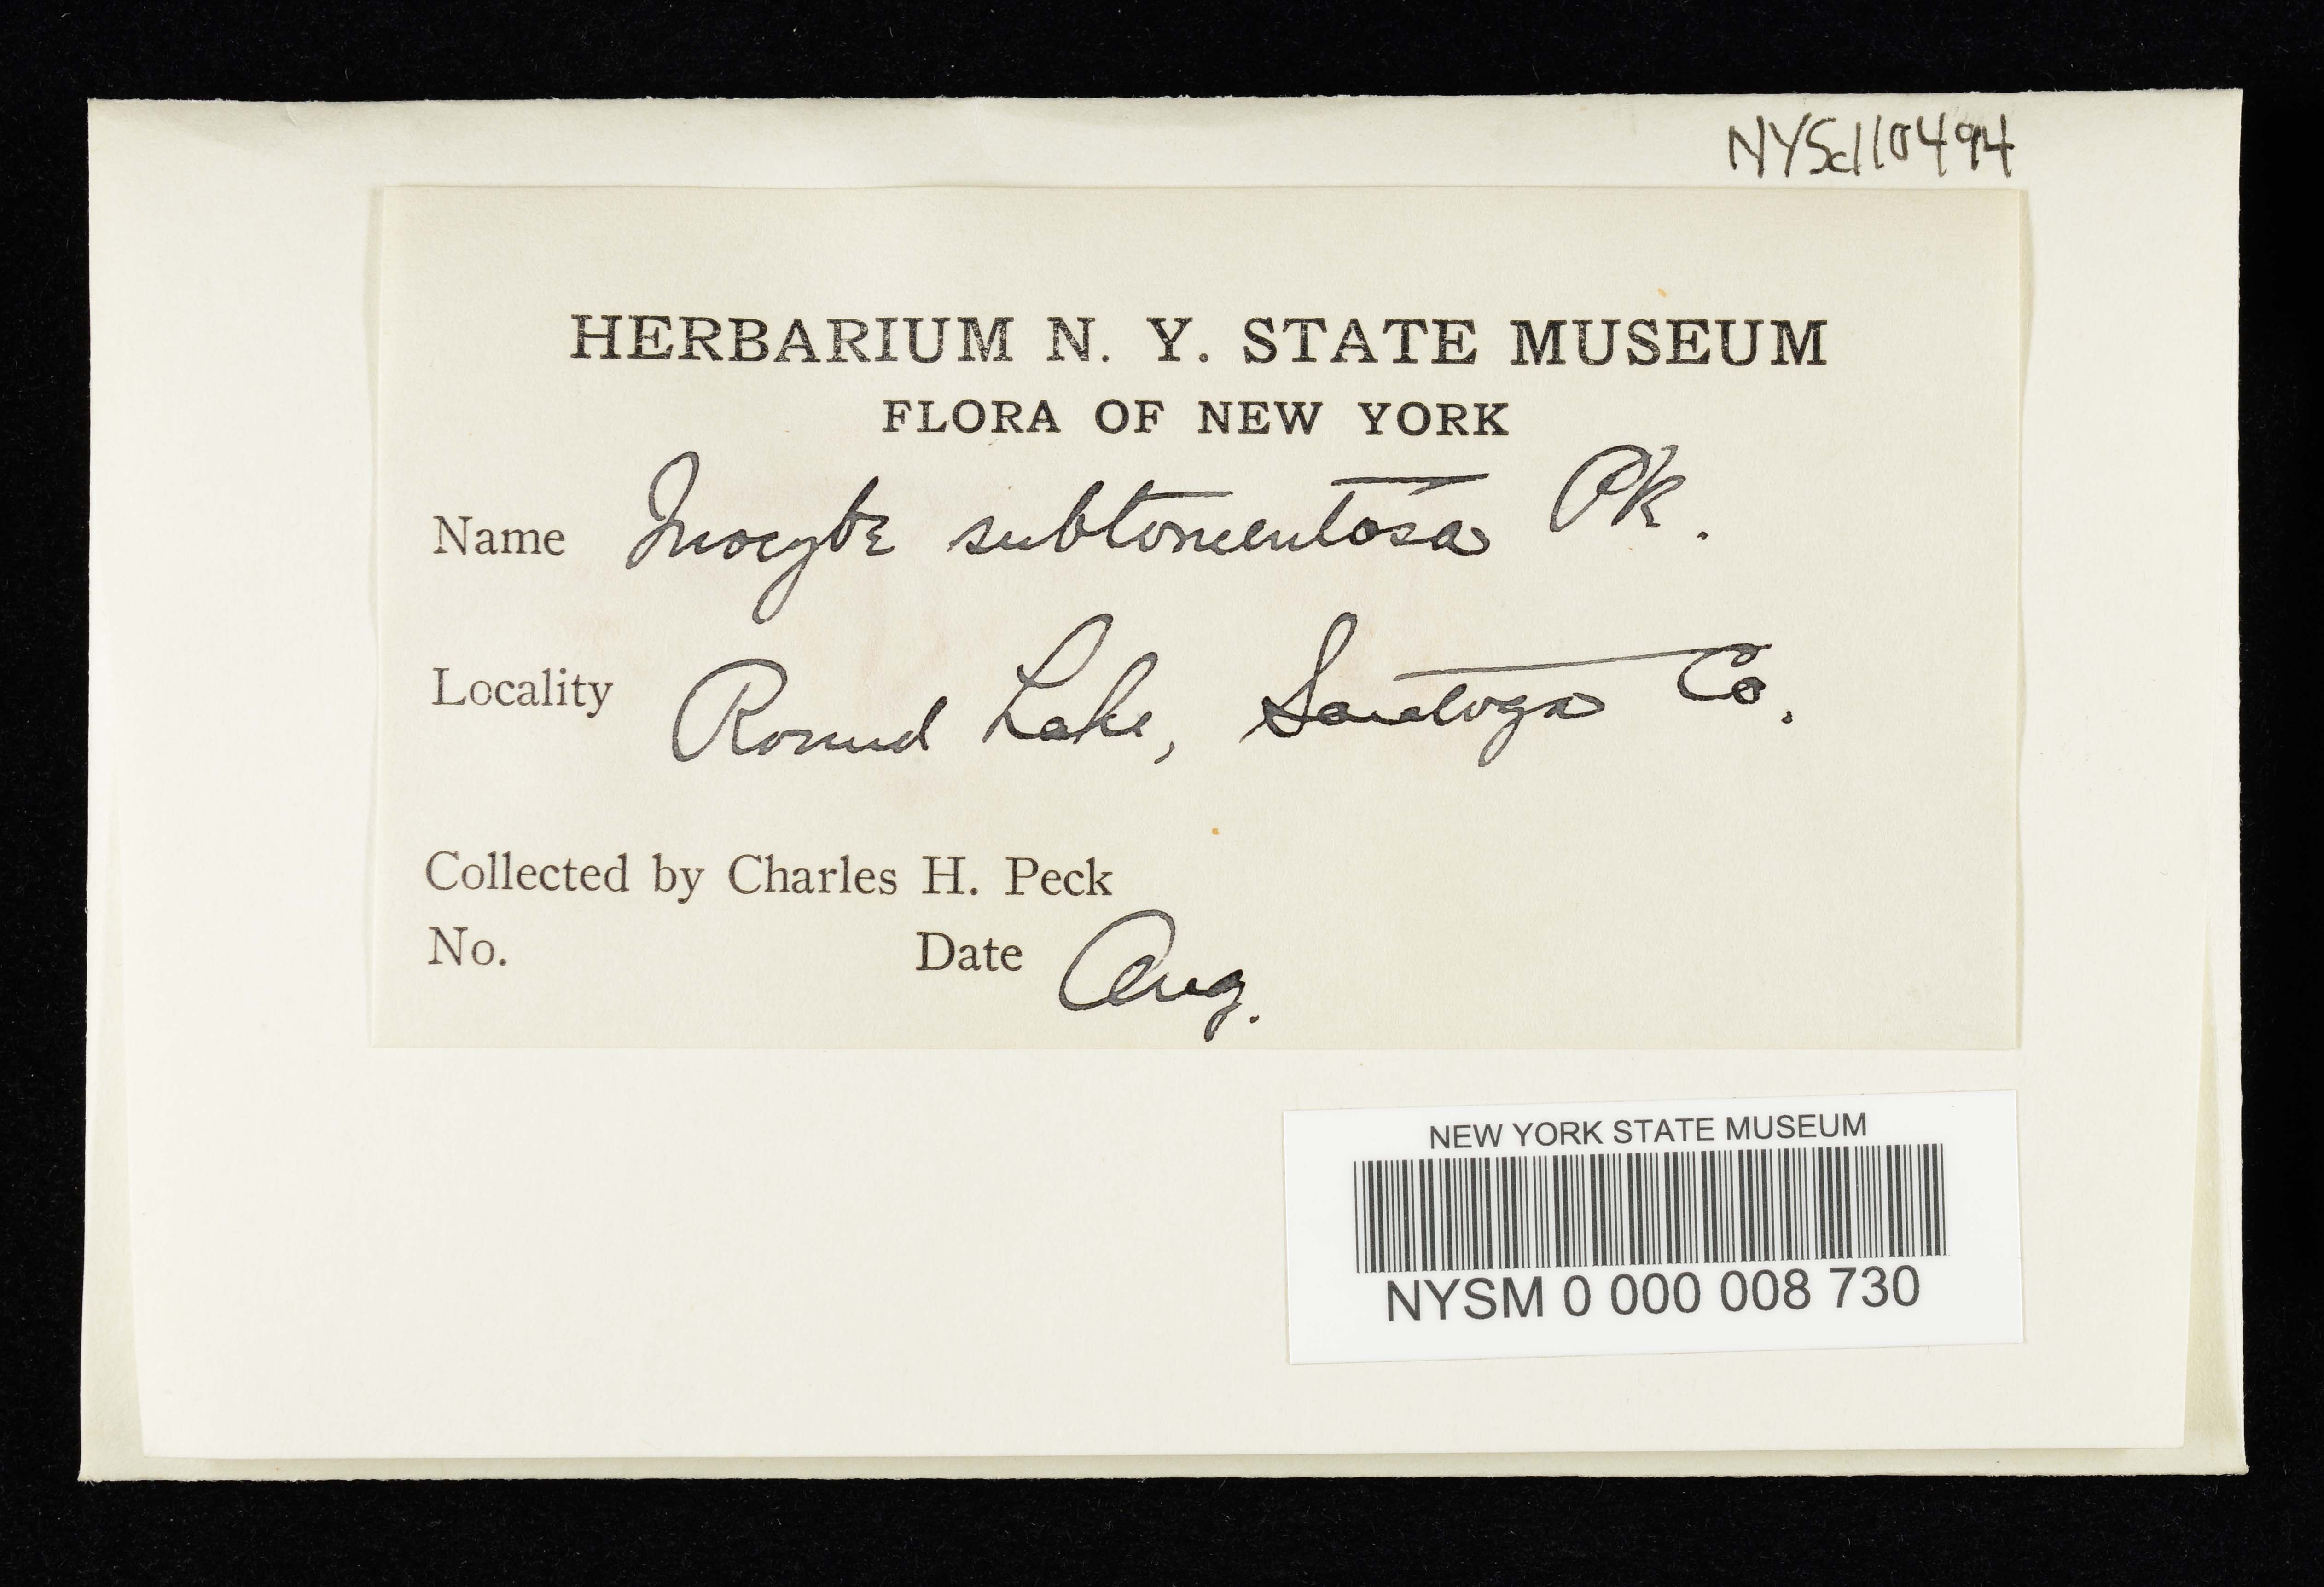 NYSd10494
HERBARIUM N. Y. STATE MUSEUM
FLORA OF NEW YORK
Name Inocybe subtomentosa Pk.
Locality Round Lake, Saratoga Co.
Collected by Charles H. Peck
No. Date Aug.
NEW YORK STATE MUSEUM
NYSM 0 000 008 730